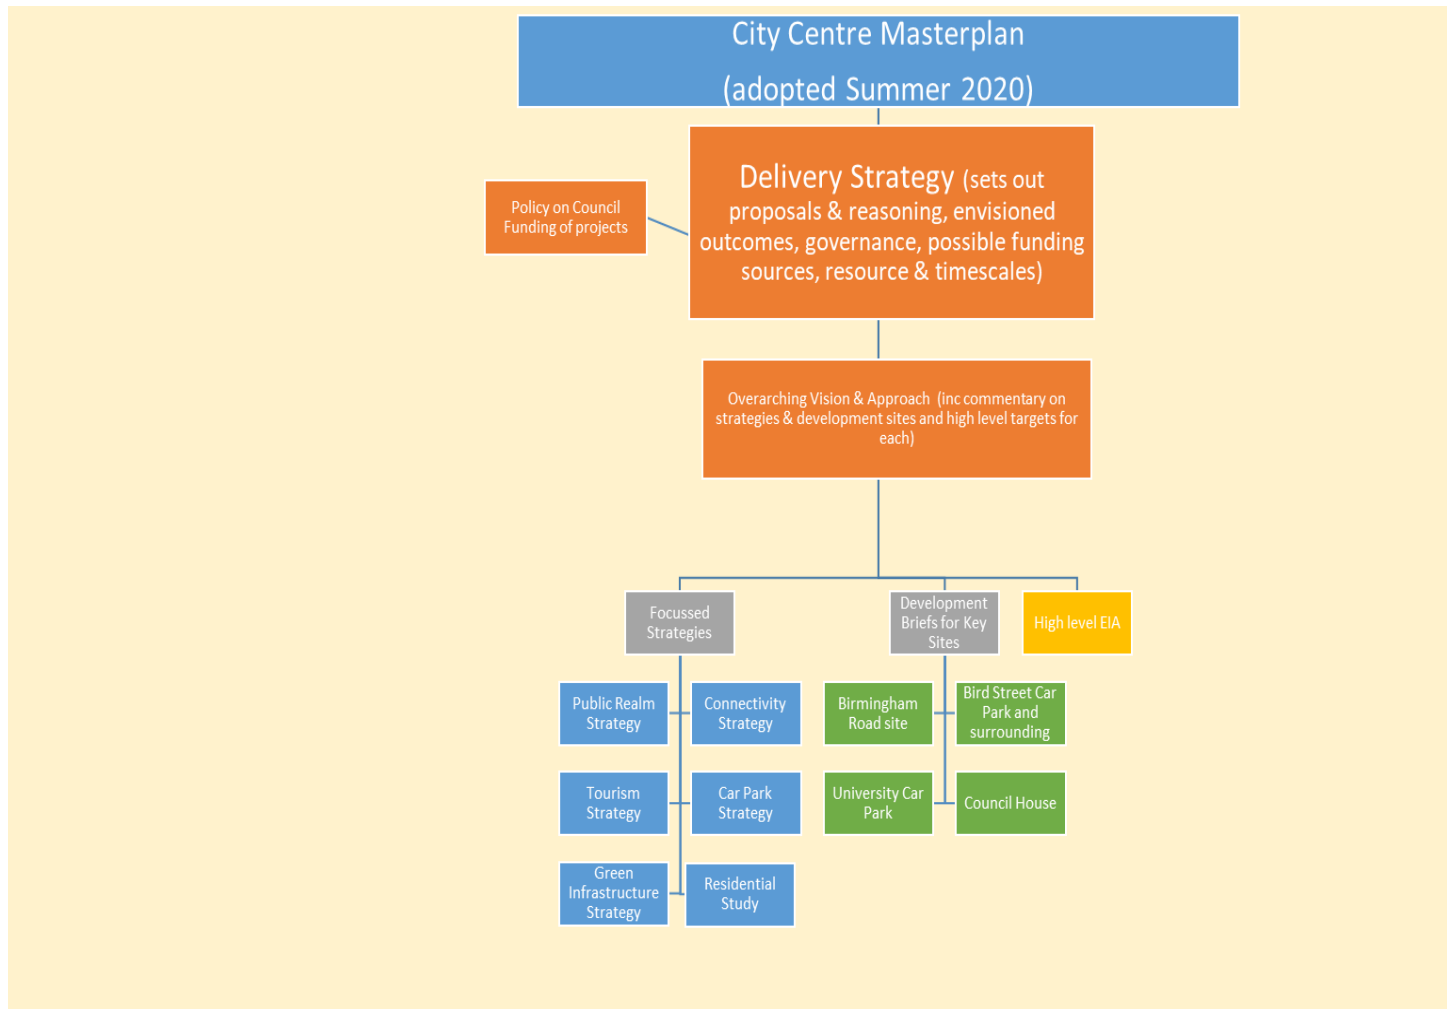 City Centre Masterplan
(adopted Summer 2020)
Delivery Strategy (sets out
proposals & reasoning, envisioned
outcomes, governance, possible funding
sources, resource & timescales)
Policy on Council
Funding of projects
Overarching Vision & Approach  (inc commentary on
strategies & development sites and high level targets for
each)
Focussed
Strategies
Development
Briefs for Key
Sites
High level EIA
Public Realm
Strategy
Connectivity
Strategy
Birmingham
Road site
Bird Street Car
Park and
surrounding
Tourism
Strategy
Car Park
Strategy
University Car
Park
Council House
Green
Infrastructure
Strategy
Residential
Study